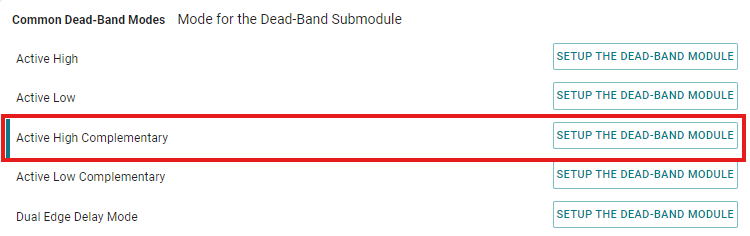 Common Dead-Band Modes Mode for the Dead-Band Submodule
Active High SETUP THE DEAD-BAND MODULE
Active Low SETUP THE DEAD-BAND MODULE
Active High Complementary SETUP THE DEAD-BAND MODULE
Active Low Complementary SETUP THE DEAD-BAND MODULE
Dual Edge Delay Mode SETUP THE DEAD-BAND MODULE